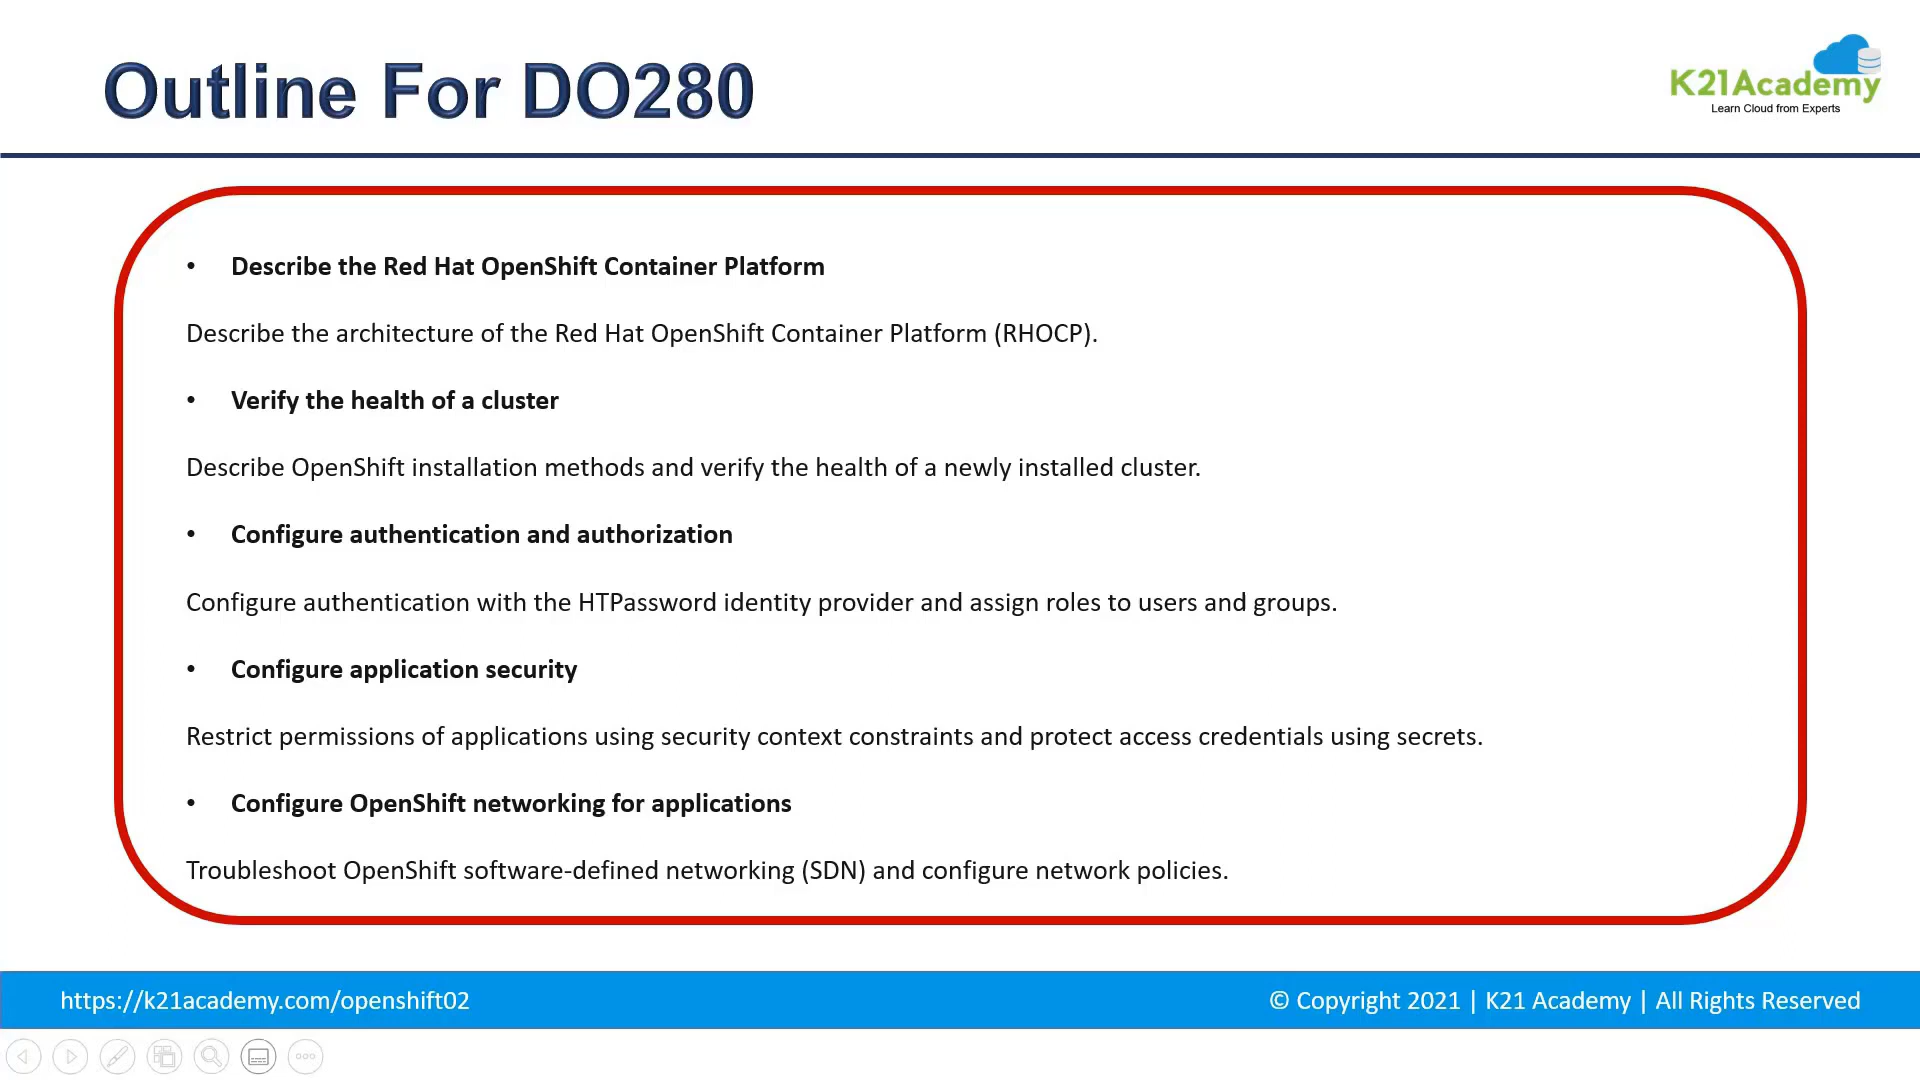 Outline For DO280
K21Academy
Learn Cloud from Experts
• Describe the Red Hat OpenShift Container Platform
Describe the architecture of the Red Hat OpenShift Container Platform (RHOCP).
• Verify the health of a cluster
Describe OpenShift installation methods and verify the health of a newly installed cluster.
• Configure authentication and authorization
Configure authentication with the HTPassword identity provider and assign roles to users and groups.
• Configure application security
Restrict permissions of applications using security context constraints and protect access credentials using secrets.
• Configure OpenShift networking for applications
Troubleshoot OpenShift software-defined networking (SDN) and configure network policies.
https://k21academy.com/openshift02
© Copyright 2021 | K21 Academy | All Rights Reserved